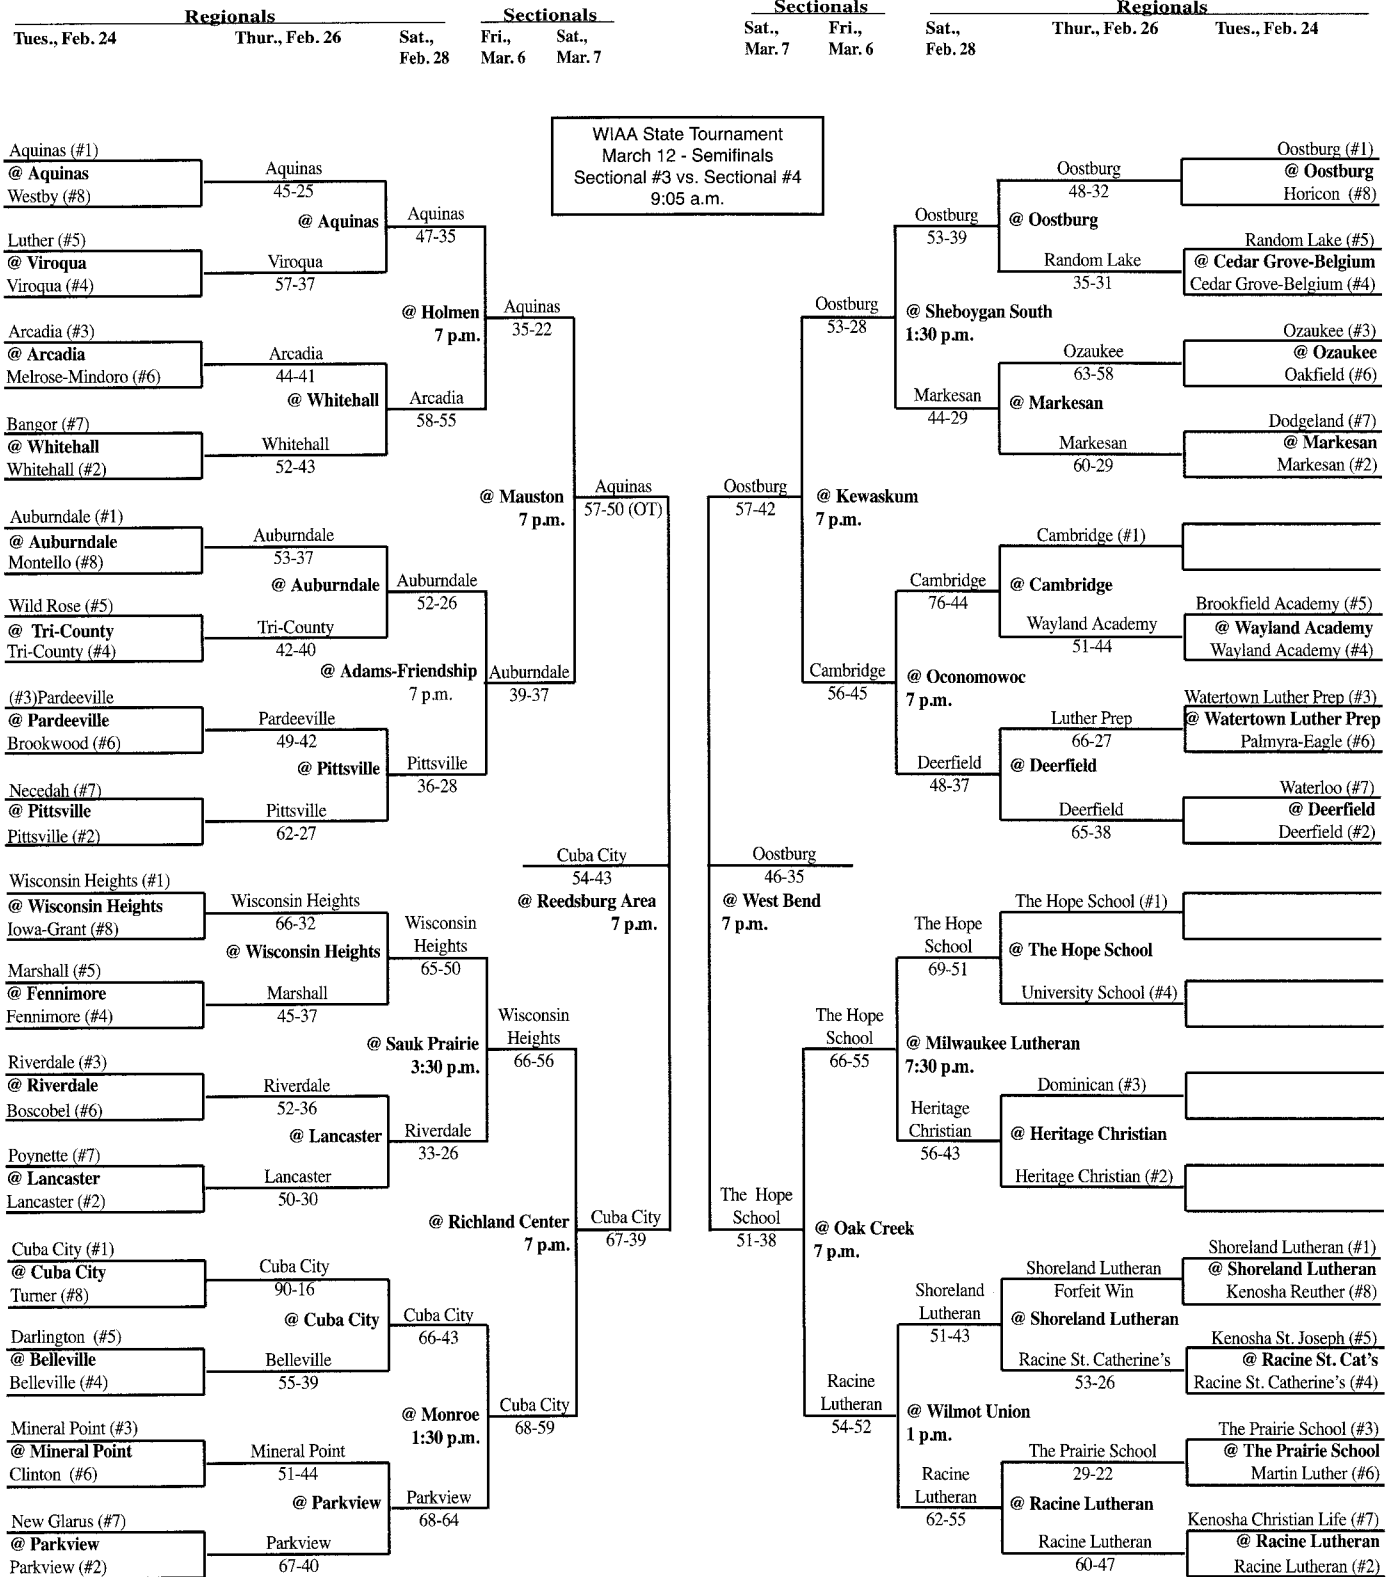 Regionals
Sectionals
Tues., Feb. 24
Thur., Feb. 26
Sat.,
Feb. 28
Fri.,
Mar. 6
Sat.,
Mar. 7
Sectionals
Regionals
Sat.,
Mar. 7
Fri.,
Mar. 6
Sat.,
Feb. 28
Thur., Feb. 26
Tues., Feb. 24
WIAA State Tournament
March 12 - Semifinals
Sectional #3 vs. Sectional #4
9:05 a.m.
Aquinas (#1)
@ Aquinas
Westby (#8)
Luther (#5)
@ Viroqua
Viroqua (#4)
Arcadia (#3)
@ Arcadia
Melrose-Mindoro (#6)
Bangor (#7)
@ Whitehall
Whitehall (#2)
Auburndale (#1)
@ Auburndale
Montello (#8)
Wild Rose (#5)
@ Tri-County
Tri-County (#4)
(#3)Pardeeville
@ Pardeeville
Brookwood (#6)
Necedah (#7)
@ Pittsville
Pittsville (#2)
Wisconsin Heights (#1)
@ Wisconsin Heights
Iowa-Grant (#8)
Marshall (#5)
@ Fennimore
Fennimore (#4)
Riverdale (#3)
@ Riverdale
Boscobel (#6)
Poynette (#7)
@ Lancaster
Lancaster (#2)
Cuba City (#1)
@ Cuba City
Turner (#8)
Darlington (#5)
@ Belleville
Belleville (#4)
Mineral Point (#3)
@ Mineral Point
Clinton (#6)
New Glarus (#7)
@ Parkview
Parkview (#2)
Aquinas
45-25
@ Aquinas
Viroqua
57-37
Arcadia
44-41
@ Whitehall
Whitehall
52-43
Auburndale
53-37
@ Auburndale
Tri-County
42-40
Pardeeville
49-42
@ Pittsville
Pittsville
62-27
Wisconsin Heights
66-32
@ Wisconsin Heights
Marshall
45-37
Riverdale
52-36
@ Lancaster
Lancaster
50-30
Cuba City
90-16
@ Cuba City
Belleville
55-39
Mineral Point
51-44
@ Parkview
Parkview
67-40
Aquinas
47-35
@ Holmen
7 p.m.
Arcadia
58-55
Auburndale
52-26
@ Adams-Friendship
7 p.m.
Pittsville
36-28
Wisconsin
Heights
65-50
@ Sauk Prairie
3:30 p.m.
Riverdale
33-26
Cuba City
66-43
@ Monroe
1:30 p.m.
Parkview
68-64
Aquinas
35-22
@ Mauston
7 p.m.
Auburndale
39-37
Wisconsin
Heights
66-56
@ Richland Center
7 p.m.
Cuba City
68-59
Aquinas
57-50 (OT)
Cuba City
54-43
@ Reedsburg Area
7 p.m.
Cuba City
67-39
Oostburg
57-42
Oostburg
46-35
@ West Bend
7 p.m.
The Hope
School
51-38
Oostburg
53-28
@ Kewaskum
7 p.m.
Cambridge
56-45
The Hope
School
66-55
@ Oak Creek
7 p.m.
Racine
Lutheran
54-52
Oostburg
53-39
@ Sheboygan South
1:30 p.m.
Markesan
44-29
Cambridge
76-44
@ Oconomowoc
7 p.m.
Deerfield
48-37
The Hope
School
69-51
@ Milwaukee Lutheran
7:30 p.m.
Heritage
Christian
56-43
Shoreland
Lutheran
51-43
@ Wilmot Union
1 p.m.
Racine
Lutheran
62-55
Oostburg
48-32
@ Oostburg
Random Lake
35-31
Ozaukee
63-58
@ Markesan
Markesan
60-29
Cambridge (#1)
@ Cambridge
Wayland Academy
51-44
Luther Prep
66-27
@ Deerfield
Deerfield
65-38
The Hope School (#1)
@ The Hope School
University School (#4)
Dominican (#3)
@ Heritage Christian
Heritage Christian (#2)
Shoreland Lutheran
Forfeit Win
@ Shoreland Lutheran
Racine St. Catherine's
53-26
The Prairie School
29-22
@ Racine Lutheran
Racine Lutheran
60-47
Oostburg (#1)
@ Oostburg
Horicon (#8)
Random Lake (#5)
@ Cedar Grove-Belgium
Cedar Grove-Belgium (#4)
Ozaukee (#3)
@ Ozaukee
Oakfield (#6)
Dodgeland (#7)
@ Markesan
Markesan (#2)
Brookfield Academy (#5)
@ Wayland Academy
Wayland Academy (#4)
Watertown Luther Prep (#3)
@ Watertown Luther Prep
Palmyra-Eagle (#6)
Waterloo (#7)
@ Deerfield
Deerfield (#2)
Shoreland Lutheran (#1)
@ Shoreland Lutheran
Kenosha Reuther (#8)
Kenosha St. Joseph (#5)
@ Racine St. Cat's
Racine St. Catherine's (#4)
The Prairie School (#3)
@ The Prairie School
Martin Luther (#6)
Kenosha Christian Life (#7)
@ Racine Lutheran
Racine Lutheran (#2)